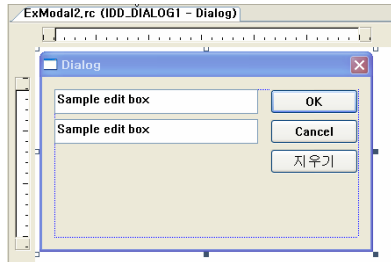 ExModal2.rc (IDD_DIALOG1 - Dialog)
Dialog
Sample edit box
OK
Sample edit box
Cancel
지우기